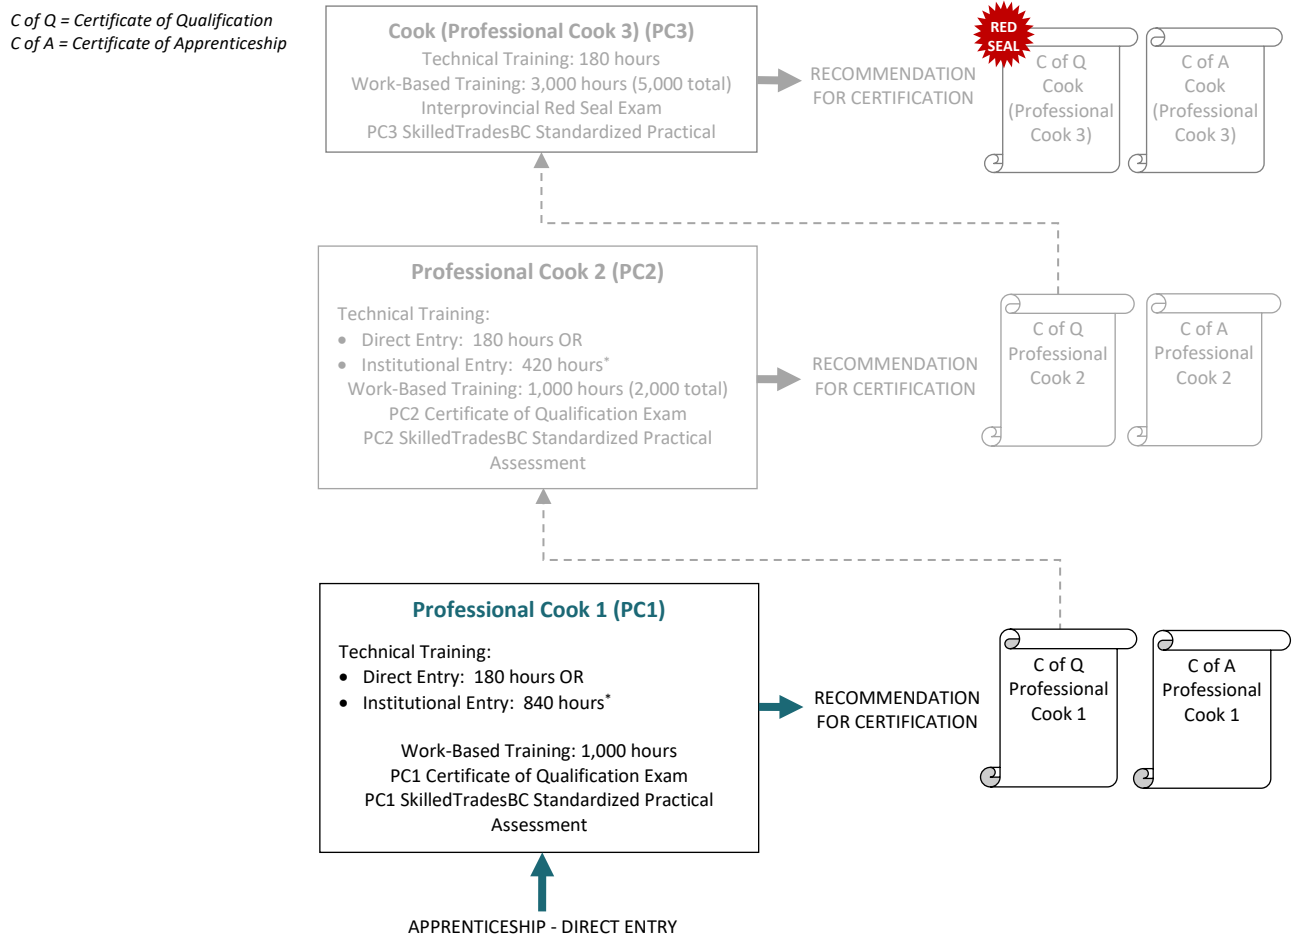 C of Q = Certificate of Qualification
C of A = Certificate of Apprenticeship
Cook (Professional Cook 3) (PC3)
Technical Training: 180 hours
Work-Based Training: 3,000 hours (5,000 total)
Interprovincial Red Seal Exam
PC3 SkilledTradesBC Standardized Practical
RECOMMENDATION
FOR CERTIFICATION
RED
SEAL
C of Q
Cook
(Professional
Cook 3)
C of A
Cook
(Professional
Cook 3)
Professional Cook 2 (PC2)
Technical Training:
• Direct Entry: 180 hours OR
• Institutional Entry: 420 hours*
Work-Based Training: 1,000 hours (2,000 total)
PC2 Certificate of Qualification Exam
PC2 SkilledTradesBC Standardized Practical
Assessment
RECOMMENDATION
FOR CERTIFICATION
C of Q
Professional
Cook 2
C of A
Professional
Cook 2
Professional Cook 1 (PC1)
Technical Training:
• Direct Entry: 180 hours OR
• Institutional Entry: 840 hours*
Work-Based Training: 1,000 hours
PC1 Certificate of Qualification Exam
PC1 SkilledTradesBC Standardized Practical
Assessment
RECOMMENDATION
FOR CERTIFICATION
C of Q
Professional
Cook 1
C of A
Professional
Cook 1
APPRENTICESHIP - DIRECT ENTRY